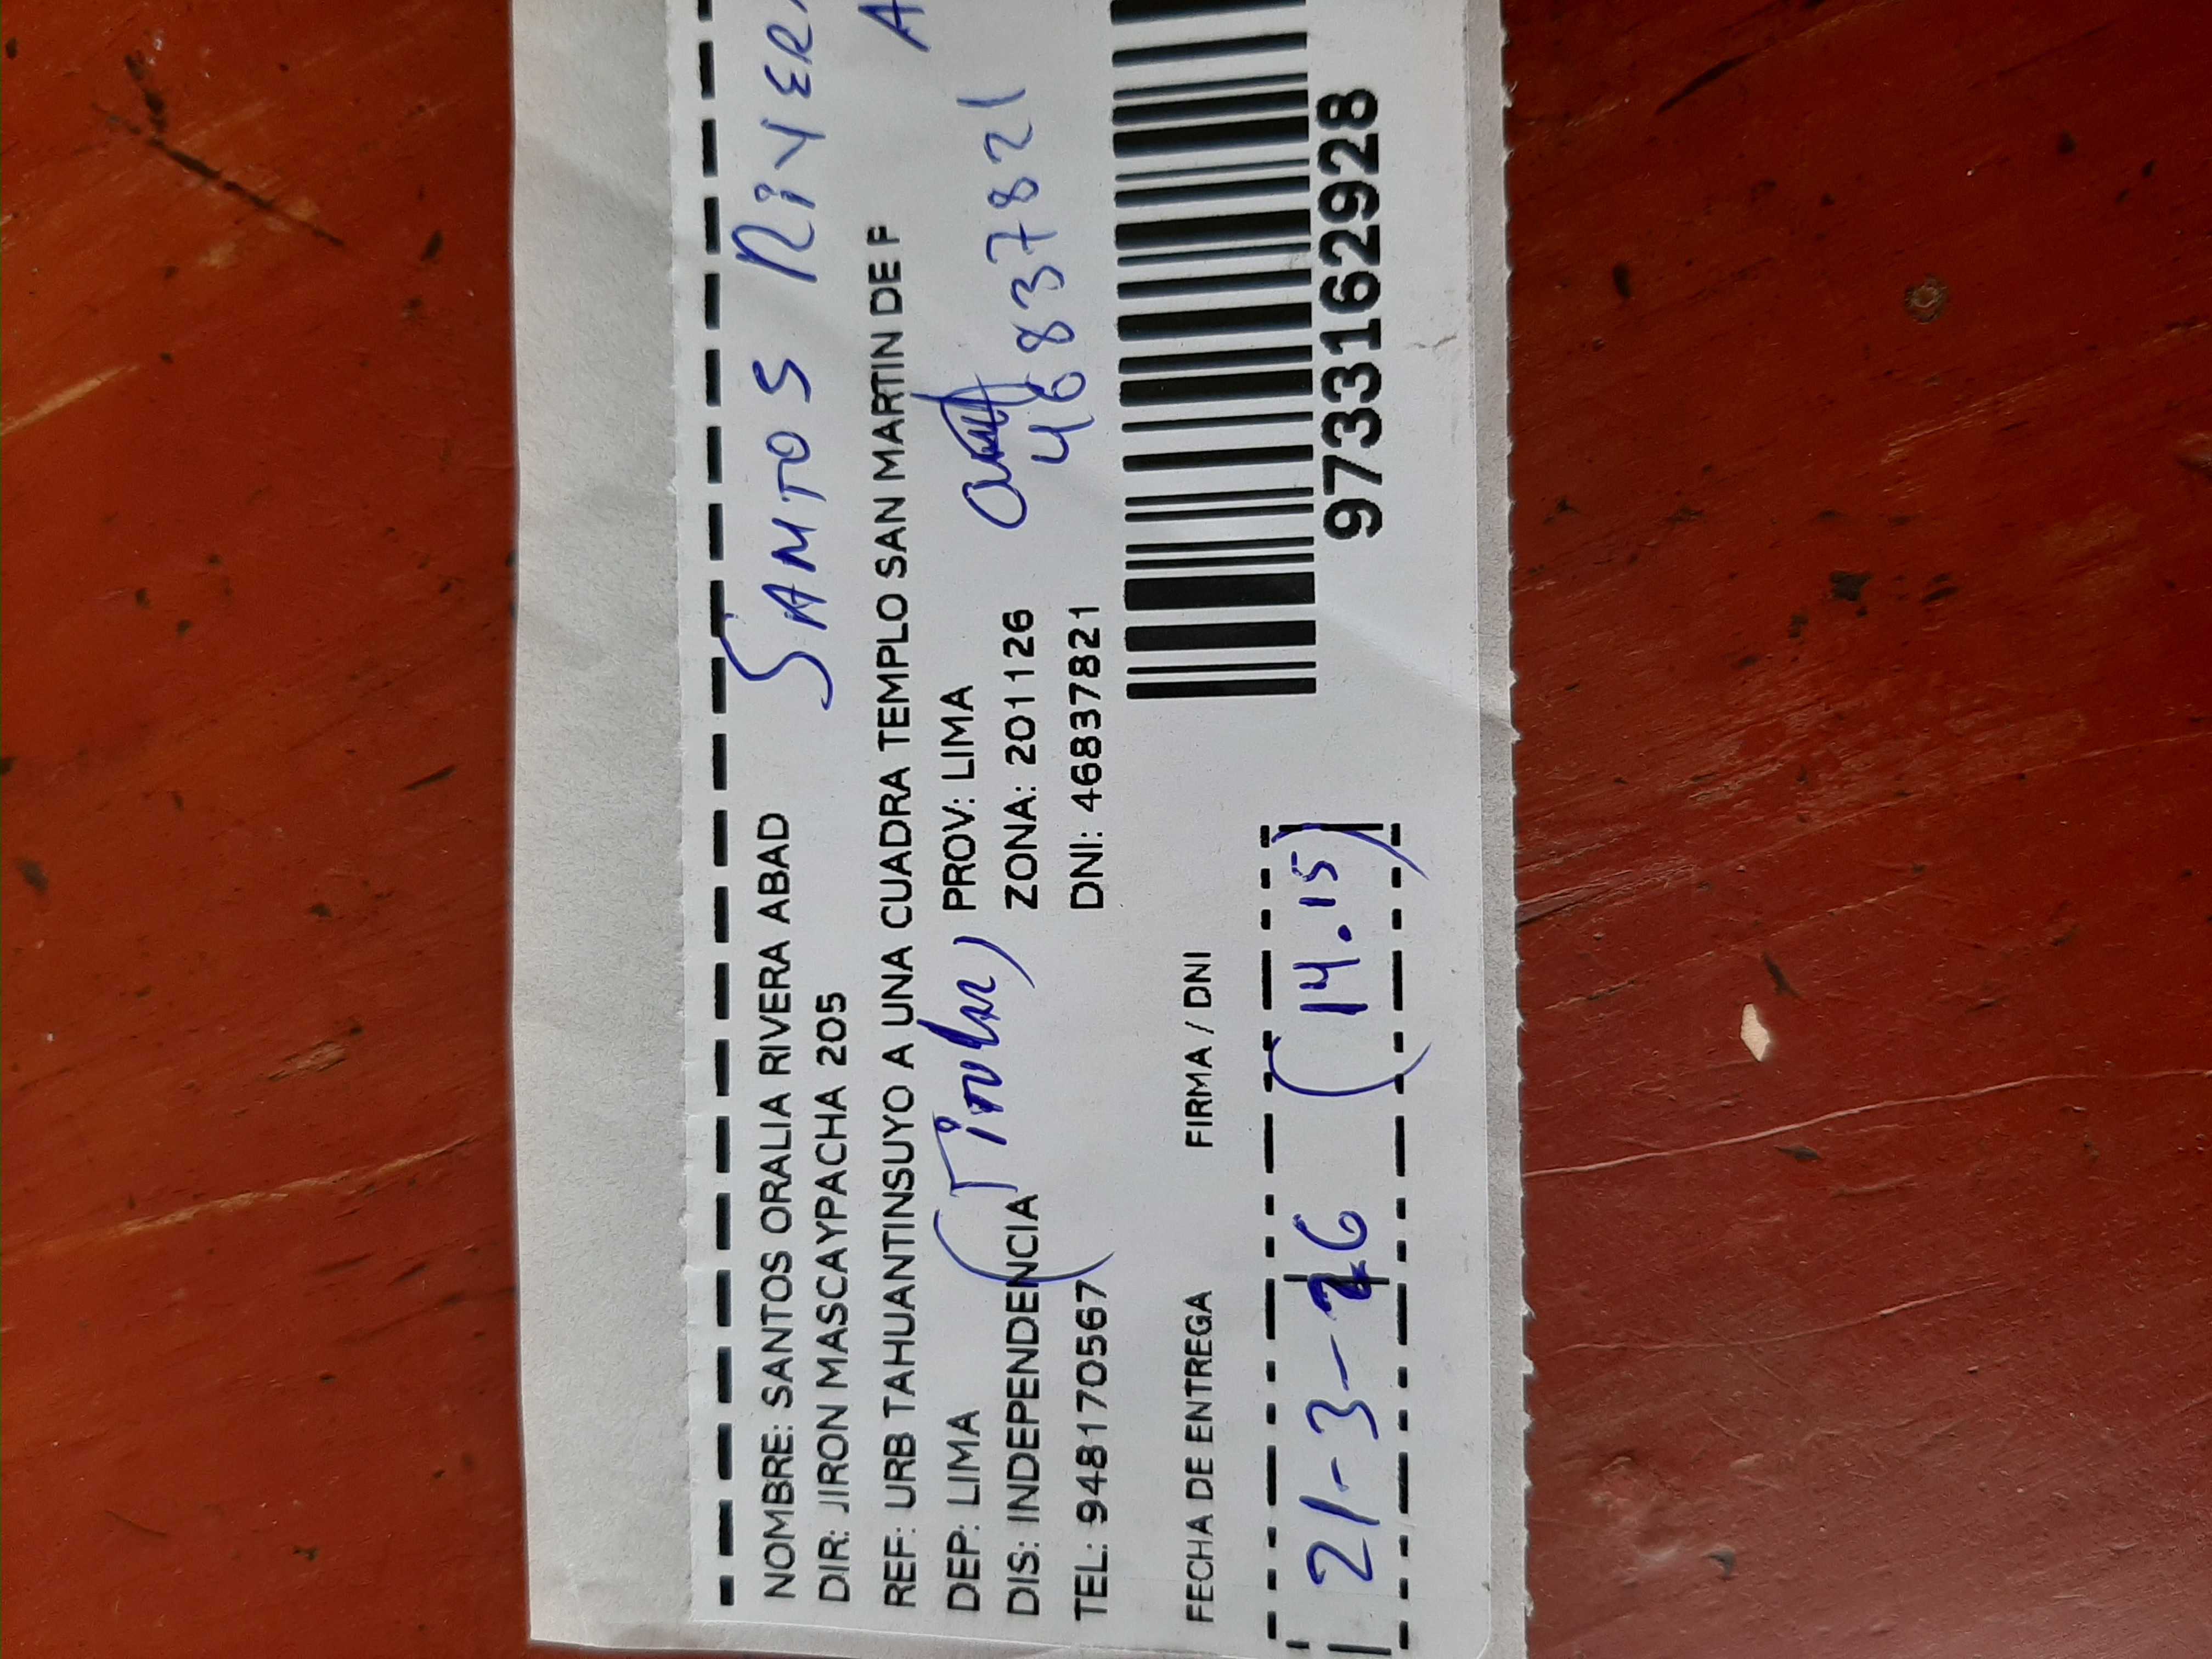 NOMBRE: SANTOS ORALIA RIVERA ABAD
SANTOS RIVERA
DIR: JIRON MASCAYPACHA 205
A
REF: URB TAHUANTINSUYO A UNA CUADRA TEMPLO SAN MARTIN DE P
DEP: LIMA (Titular) PROV: LIMA
DIS: INDEPENDENCIA ZONA: 201126
46837821
TEL: 948170567 DNI: 46837821
FECHA DE ENTREGA FIRMA / DNI
21-3-26 (14.15)
9733162928